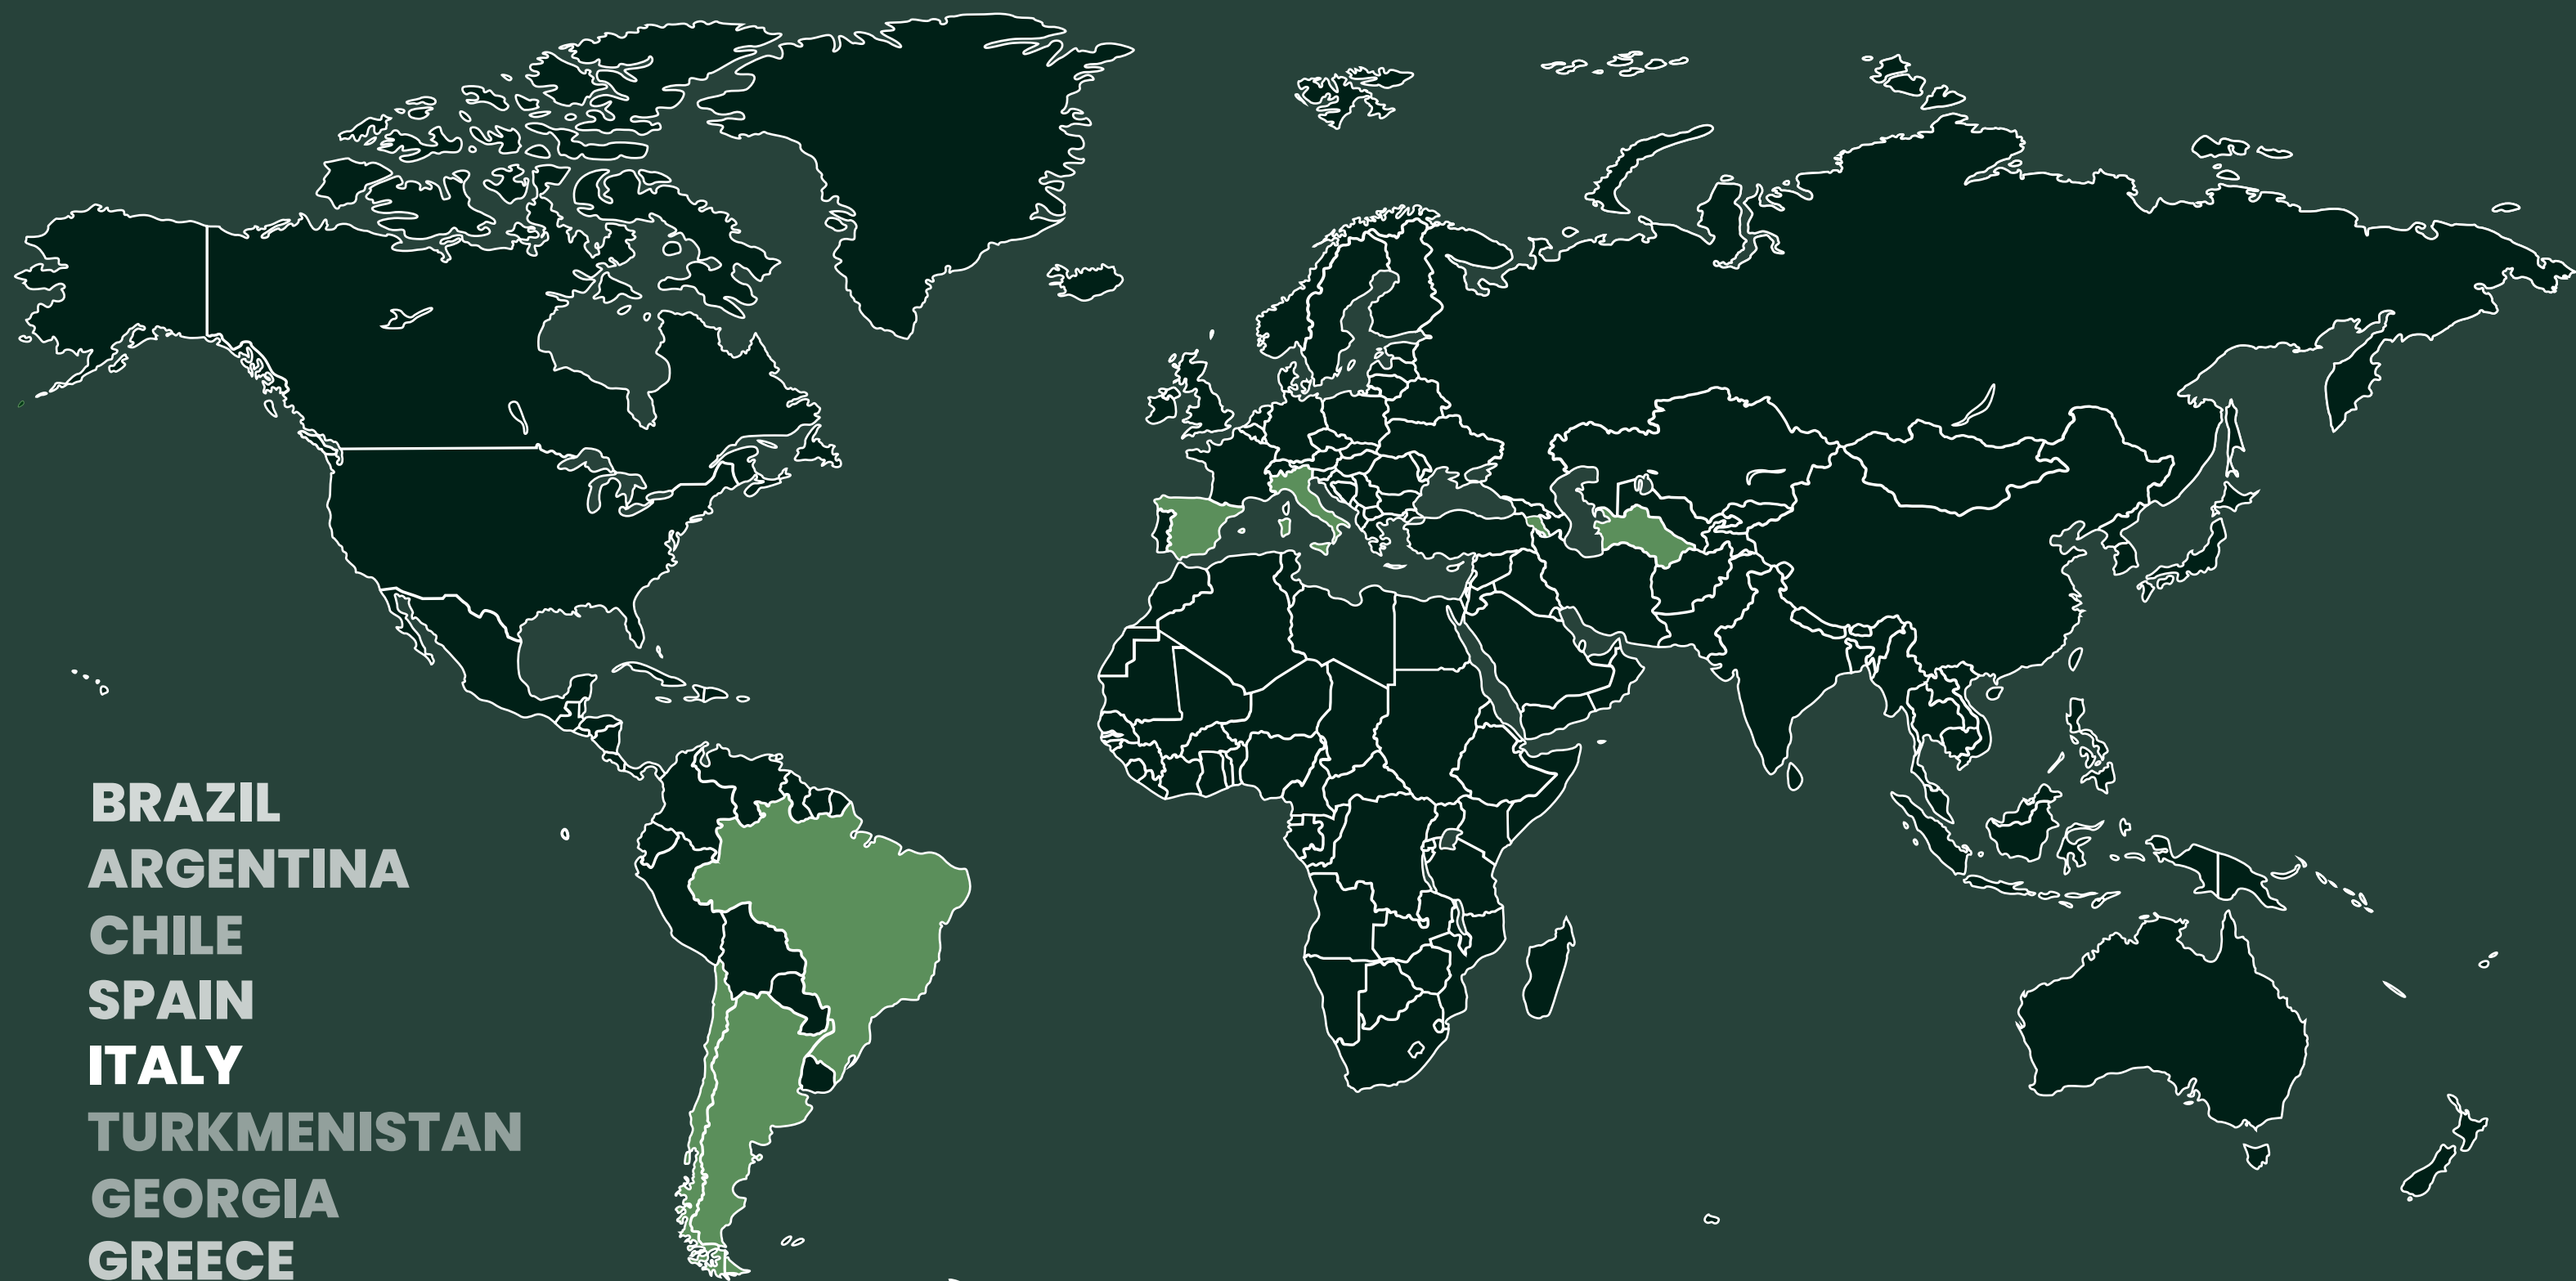 BRAZIL
ARGENTINA
CHILE
SPAIN
ITALY
TURKMENISTAN
GEORGIA
GREECE